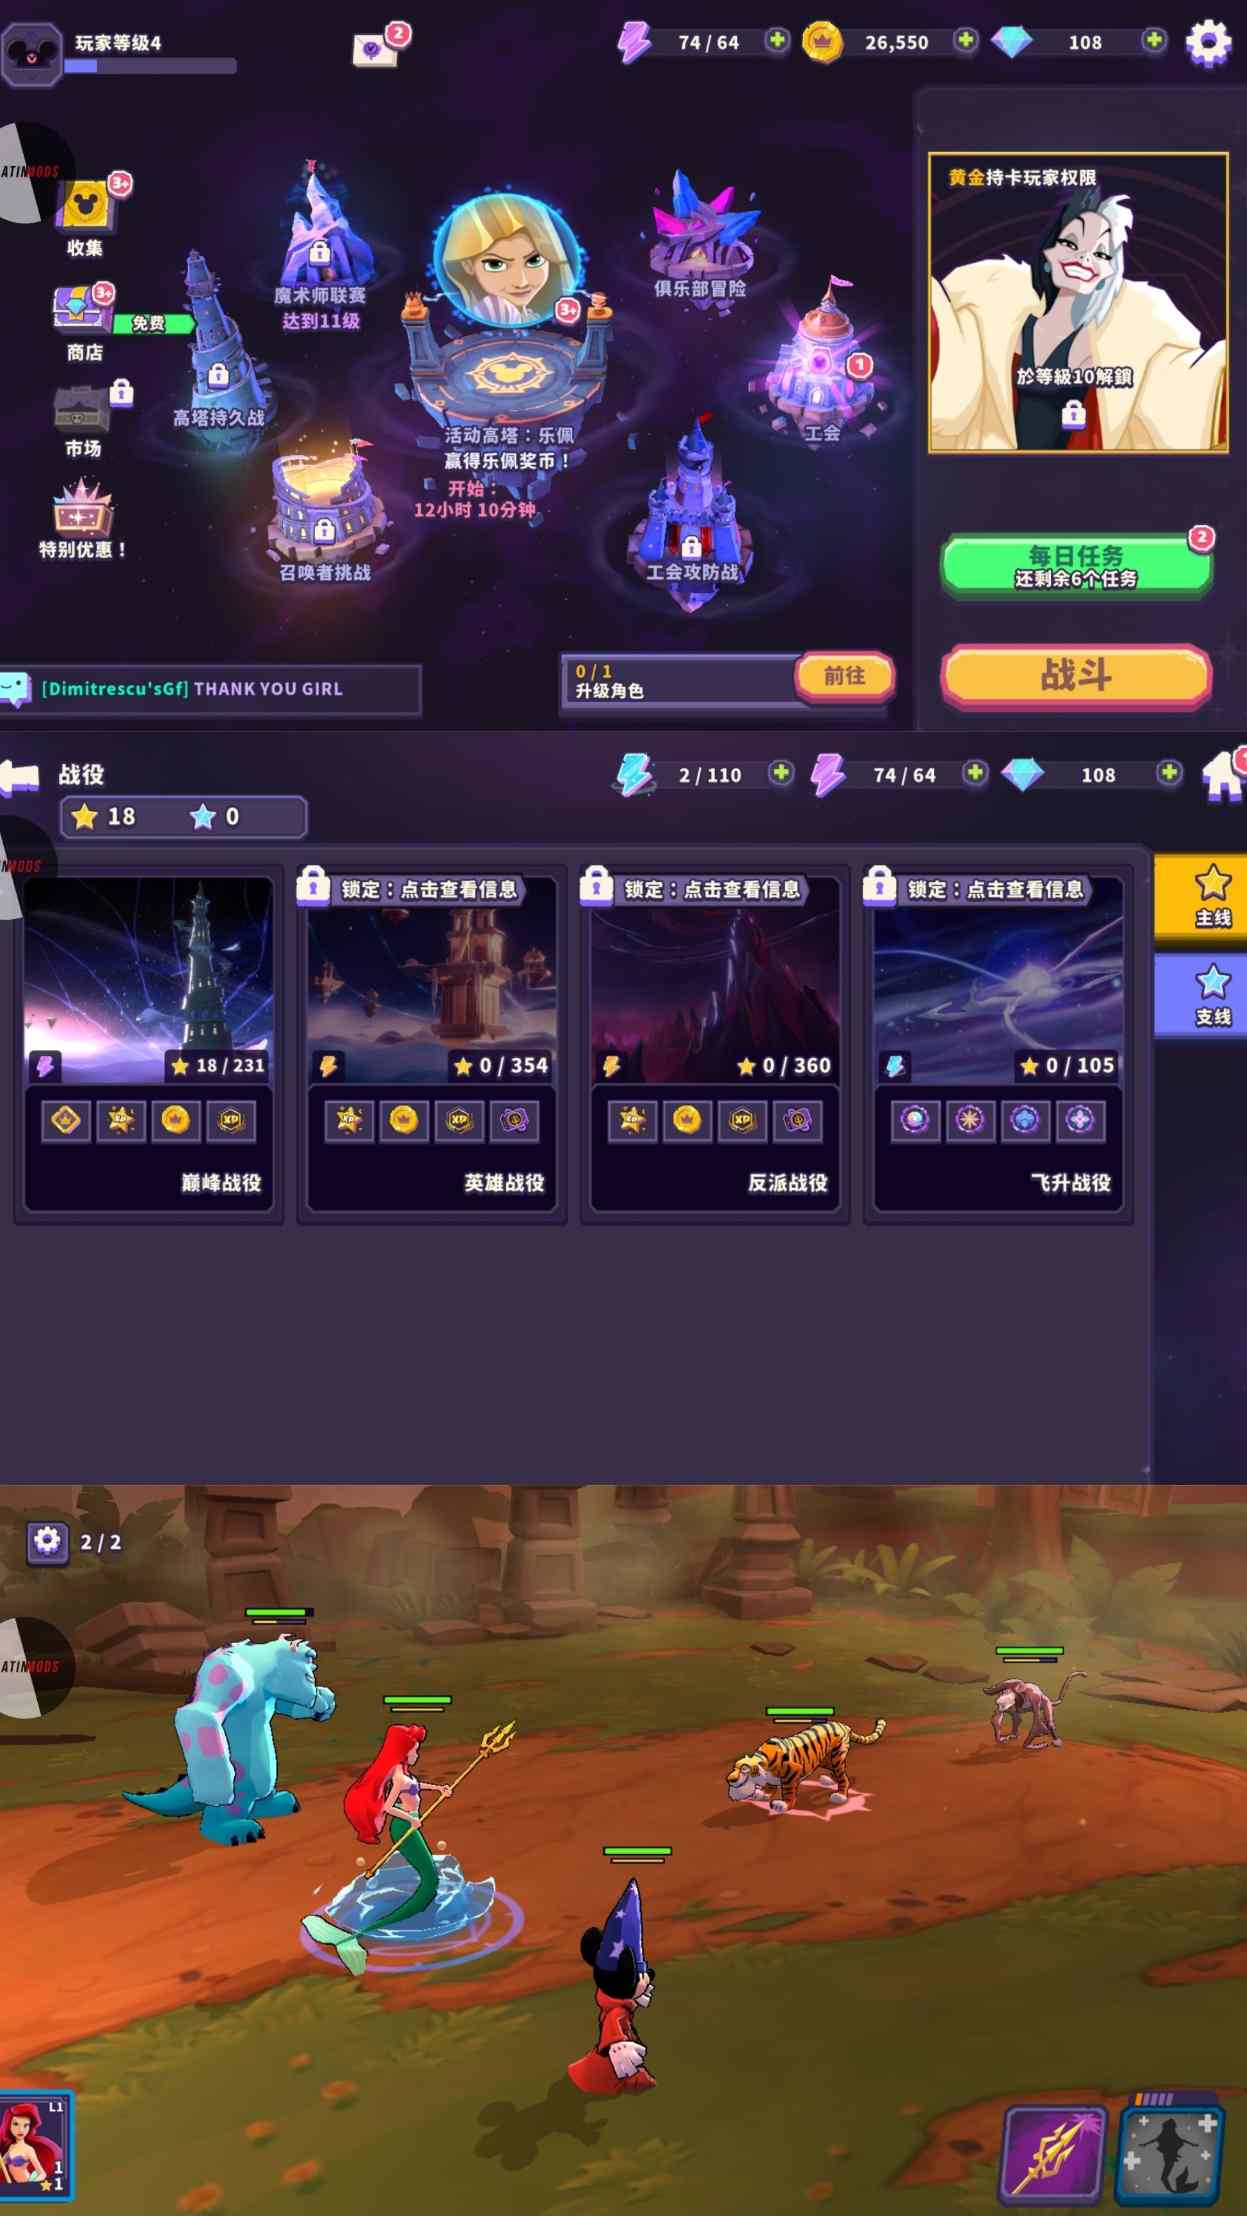 玩家等级4
2
74 / 64
26,550
108
ATINMODS
3+
收集
3+
免费
商店
市场
特别优惠！
魔术师联赛
达到11级
高塔持久战
召唤者挑战
3+
活动高塔：乐佩
赢得乐佩奖币！
开始：
12小时 10分钟
俱乐部冒险
1
工会
工会攻防战
黄金持卡玩家权限
於等級10解鎖
2
每日任务
还剩余6个任务
战斗
[Dimitrescu'sGf] THANK YOU GIRL
0 / 1
升级角色
前往
战役
2 / 110
74 / 64
108
18
0
NMODS
锁定：点击查看信息
锁定：点击查看信息
锁定：点击查看信息
主线
支线
18 / 231
0 / 354
0 / 360
0 / 105
XP
XP
XP
XP
XP
XP
巅峰战役
英雄战役
反派战役
飞升战役
2 / 2
ATINMODS
L1
1
1